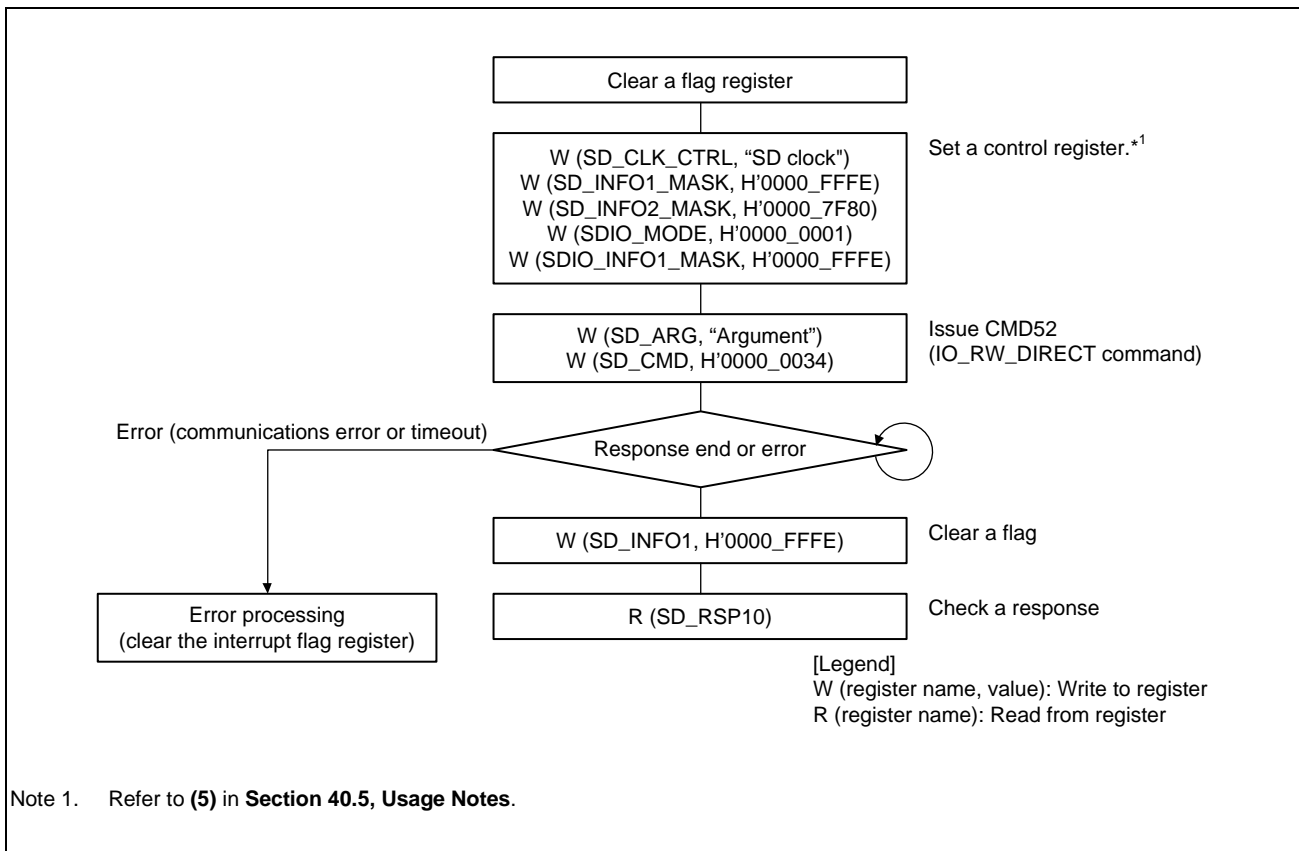 Clear a flag register
W (SD_CLK_CTRL, “SD clock")
W (SD_INFO1_MASK, H’0000_FFFE)
W (SD_INFO2_MASK, H’0000_7F80)
W (SDIO_MODE, H’0000_0001)
W (SDIO_INFO1_MASK, H’0000_FFFE)
Set a control register.*1
W (SD_ARG, “Argument”)
W (SD_CMD, H’0000_0034)
Issue CMD52
(IO_RW_DIRECT command)
Error (communications error or timeout)
Response end or error
W (SD_INFO1, H’0000_FFFE)
Clear a flag
Error processing
(clear the interrupt flag register)
R (SD_RSP10)
Check a response
[Legend]
W (register name, value): Write to register
R (register name): Read from register
Note 1. Refer to (5) in Section 40.5, Usage Notes.